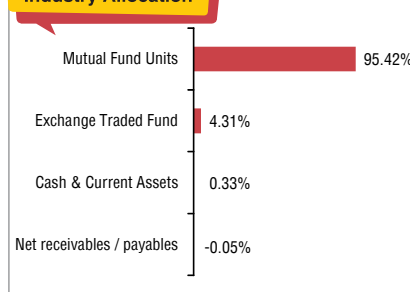 Industry Allocation
Mutual Fund Units 95.42%
Exchange Traded Fund 4.31%
Cash & Current Assets 0.33%
Net receivables / payables -0.05%